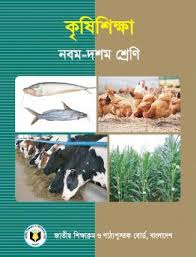 কৃষিশিক্ষা
নবম-দশম শ্রেণি
জাতীয় শিক্ষাক্রম ও পাঠ্যপুস্তক বোর্ড, বাংলাদেশ